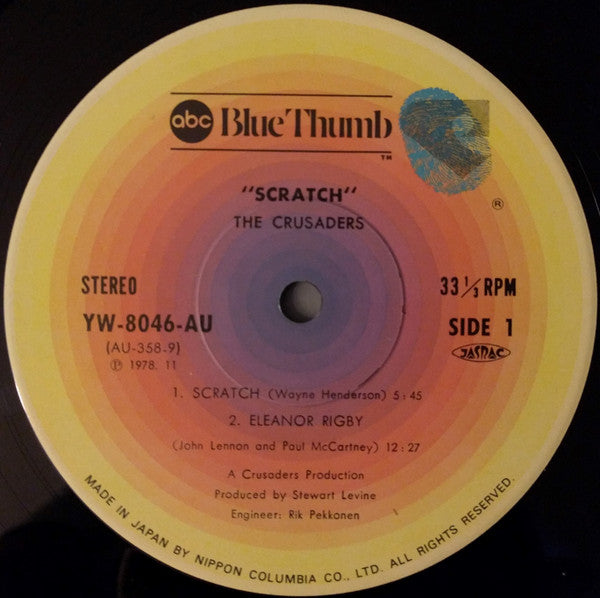 abc Blue Thumb
TM
"SCRATCH"
®
THE CRUSADERS
STEREO
33 1/3 RPM
YW-8046-AU
SIDE 1
(AU-358-9)
JASRAC
Ⓟ 1978. 11
1. SCRATCH (Wayne Henderson) 5:45
2. ELEANOR RIGBY
(John Lennon and Paul McCartney) 12:27
A Crusaders Production
Produced by Stewart Levine
Engineer: Rik Pekkonen
MADE IN JAPAN BY NIPPON COLUMBIA CO., LTD. ALL RIGHTS RESERVED.